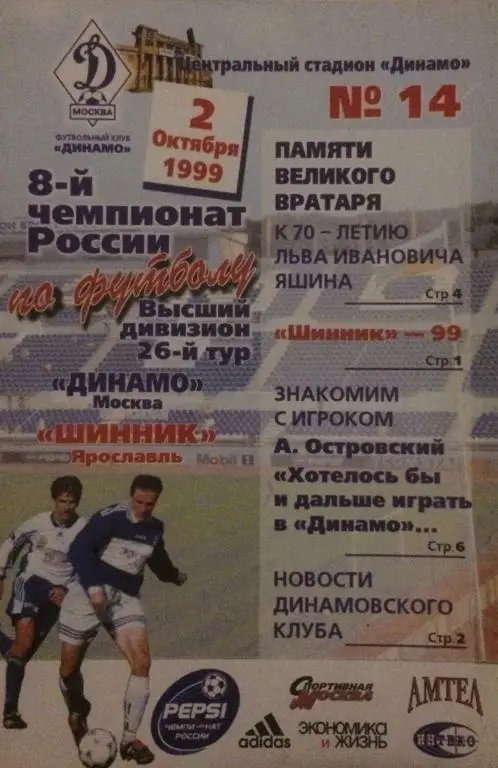 Д
МОСКВА
ФУТБОЛЬНЫЙ КЛУБ
«ДИНАМО»
Центральный стадион «Динамо»
2
Октября
1999
№ 14
8-й
чемпионат
России
по футболу
Высший
дивизион
26-й тур
«ДИНАМО»
Москва
«ШИННИК»
Ярославль
Mobil 1
ПАМЯТИ
ВЕЛИКОГО
ВРАТАРЯ
К 70 – ЛЕТИЮ
ЛЬВА ИВАНОВИЧА
ЯШИНА
Стр 4
«Шинник» — 99
Стр. 1
ЗНАКОМИМ
С ИГРОКОМ
А. Островский
«Хотелось бы
и дальше играть
в «Динамо»...
Стр. 6
НОВОСТИ
ДИНАМОВСКОГО
КЛУБА
Стр. 2
PEPSI
ЧЕМПИОНАТ
РОССИИ
adidas
Спортивная
Москва
ЭКОНОМИКА
и ЖИЗНЬ
АМТЕЛ
ИНТЕКО